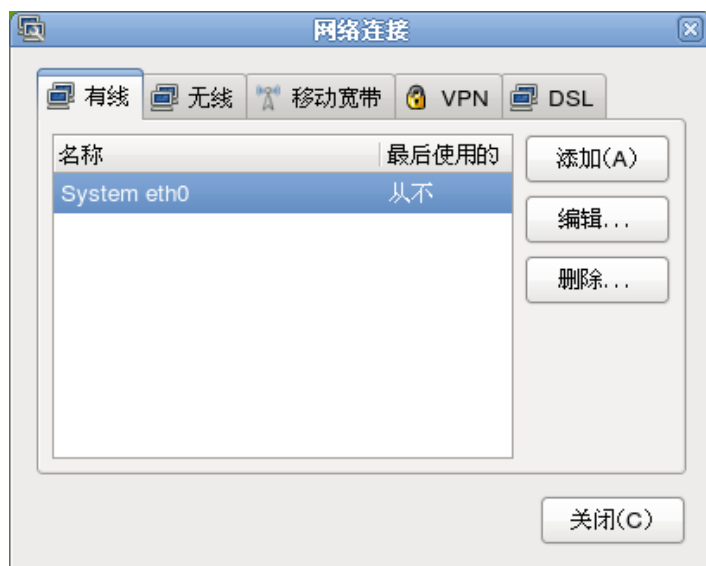 网络连接
有线 无线 移动宽带 VPN DSL
名称 最后使用的
System eth0 从不
添加(A)
编辑...
删除...
关闭(C)